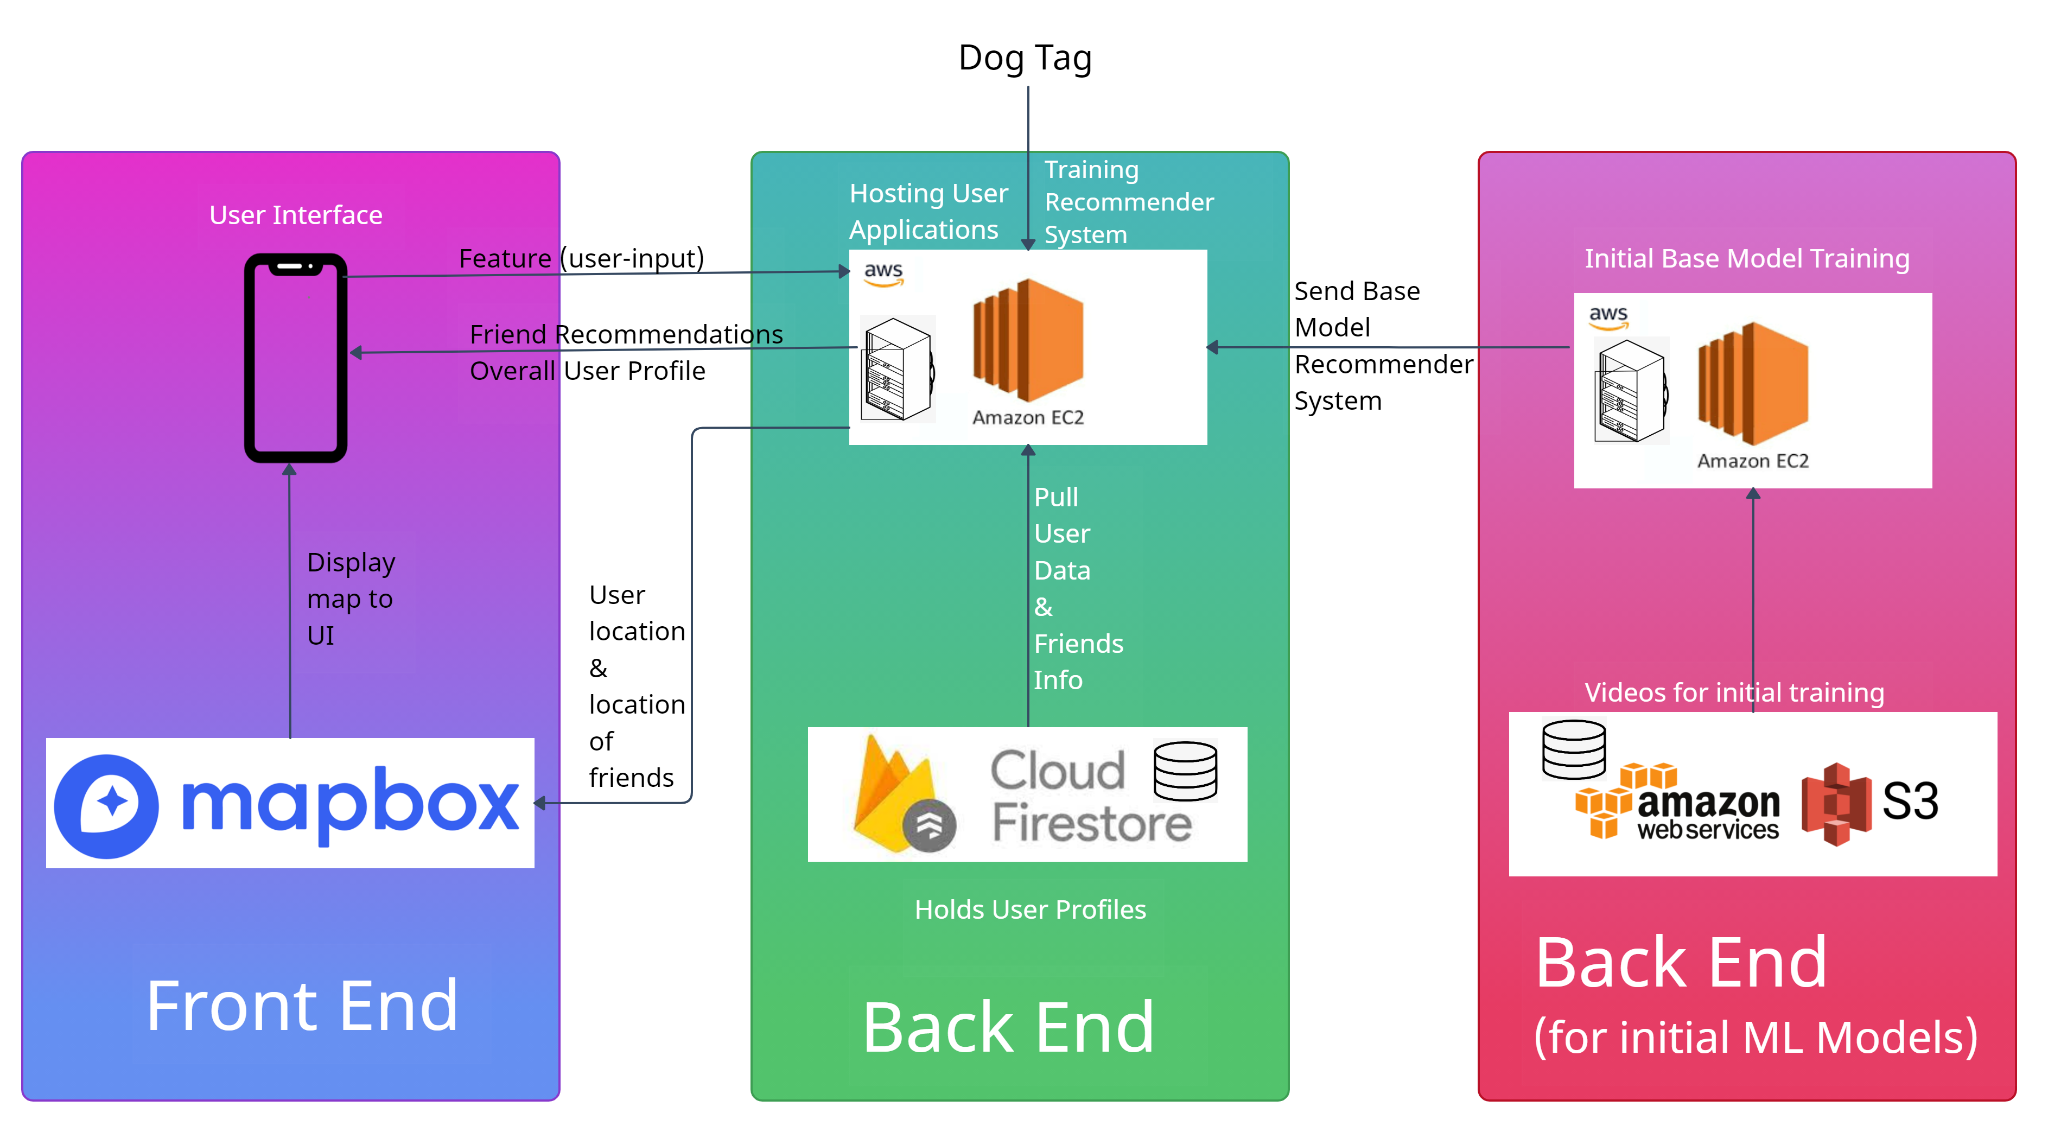 Dog Tag
User Interface
Feature (user-input)
Friend Recommendations
Overall User Profile
Display
map to
UI
User
location
&
location
of
friends
mapbox
Front End
Hosting User
Applications
Training
Recommender
System
aws
Amazon EC2
Pull
User
Data
&
Friends
Info
Cloud
Firestore
Holds User Profiles
Back End
Send Base
Model
Recommender
System
Initial Base Model Training
aws
Amazon EC2
Videos for initial training
amazon
web services
S3
Back End
(for initial ML Models)